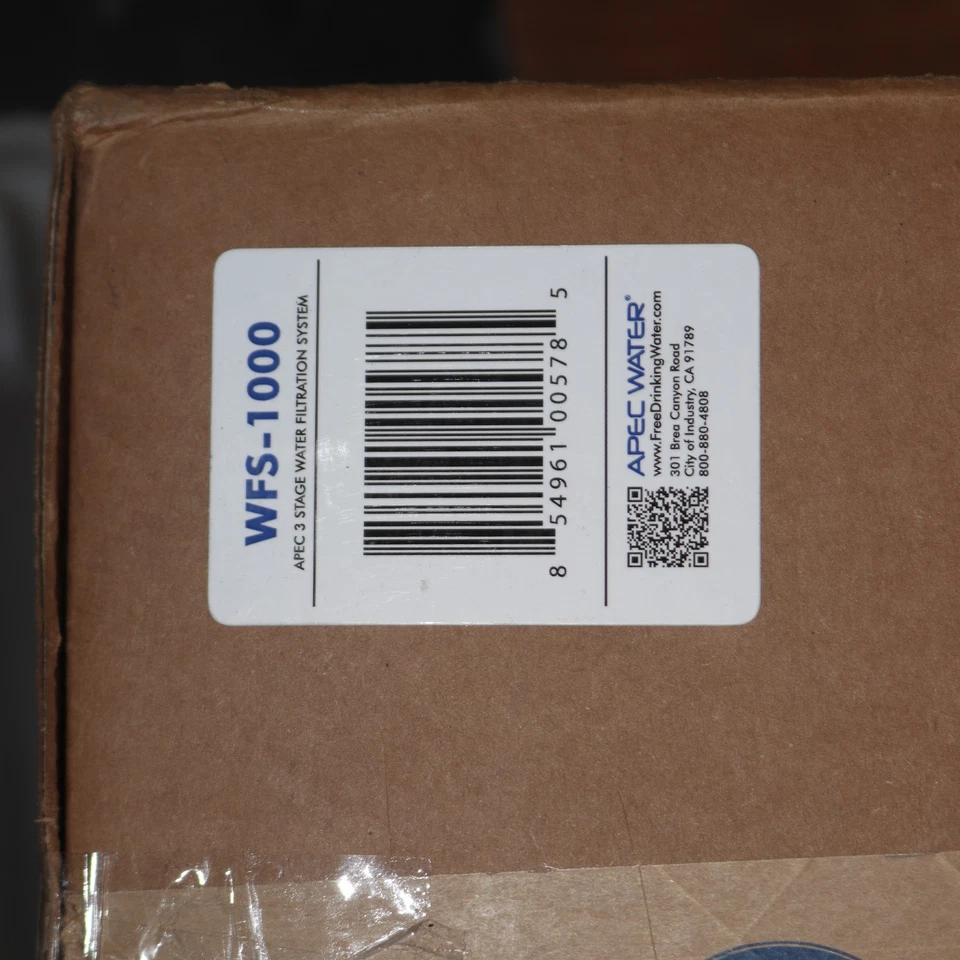 WFS-1000
APEC 3 STAGE WATER FILTRATION SYSTEM
8 54961 00578 5
APEC WATER®
www.FreeDrinkingWater.com
301 Brea Canyon Road
City of Industry, CA 91789
800-880-4808